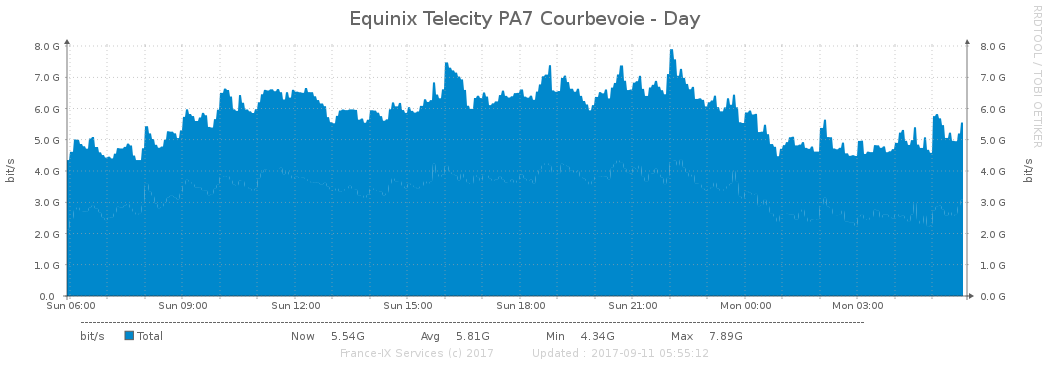 Equinix Telecity PA7 Courbevoie - Day
RRDTOOL / TOBI OETIKER
8.0 G 8.0 G
7.0 G 7.0 G
6.0 G 6.0 G
5.0 G 5.0 G
4.0 G 4.0 G
3.0 G 3.0 G
2.0 G 2.0 G
1.0 G 1.0 G
0.0 0.0 G
bit/s
bit/s
Sun 06:00 Sun 09:00 Sun 12:00 Sun 15:00 Sun 18:00 Sun 21:00 Mon 00:00 Mon 03:00
bit/s Total Now 5.54G Avg 5.81G Min 4.34G Max 7.89G
France-IX Services (c) 2017 Updated : 2017-09-11 05:55:12